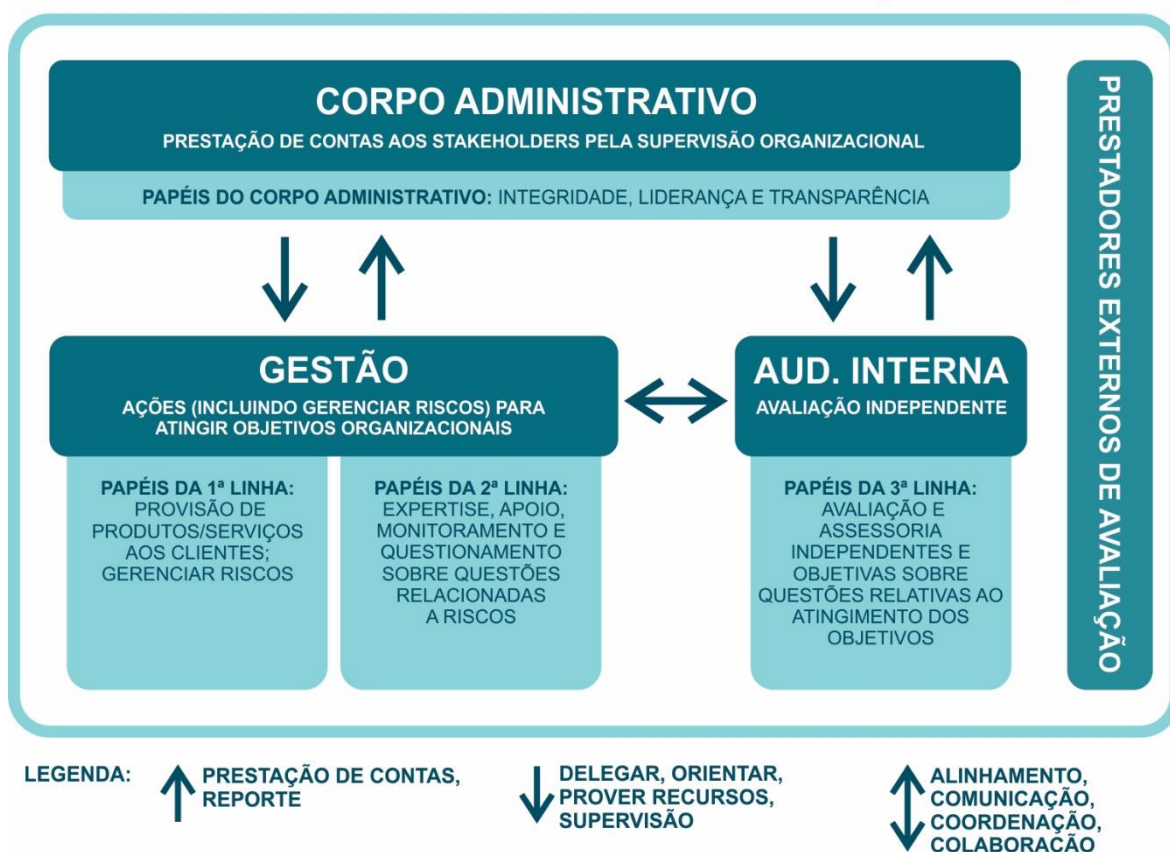 CORPO ADMINISTRATIVO
PRESTAÇÃO DE CONTAS AOS STAKEHOLDERS PELA SUPERVISÃO ORGANIZACIONAL
PAPÉIS DO CORPO ADMINISTRATIVO: INTEGRIDADE, LIDERANÇA E TRANSPARÊNCIA
GESTÃO
AÇÕES (INCLUINDO GERENCIAR RISCOS) PARA
ATINGIR OBJETIVOS ORGANIZACIONAIS
PAPÉIS DA 1ª LINHA:
PROVISÃO DE
PRODUTOS/SERVIÇOS
AOS CLIENTES;
GERENCIAR RISCOS
PAPÉIS DA 2ª LINHA:
EXPERTISE, APOIO,
MONITORAMENTO E
QUESTIONAMENTO
SOBRE QUESTÕES
RELACIONADAS
A RISCOS
AUD. INTERNA
AVALIAÇÃO INDEPENDENTE
PAPÉIS DA 3ª LINHA:
AVALIAÇÃO E
ASSESSORIA
INDEPENDENTES E
OBJETIVAS SOBRE
QUESTÕES RELATIVAS AO
ATINGIMENTO DOS
OBJETIVOS
PRESTADORES EXTERNOS DE AVALIAÇÃO
LEGENDA:
PRESTAÇÃO DE CONTAS,
REPORTE
DELEGAR, ORIENTAR,
PROVER RECURSOS,
SUPERVISÃO
ALINHAMENTO,
COMUNICAÇÃO,
COORDENAÇÃO,
COLABORAÇÃO